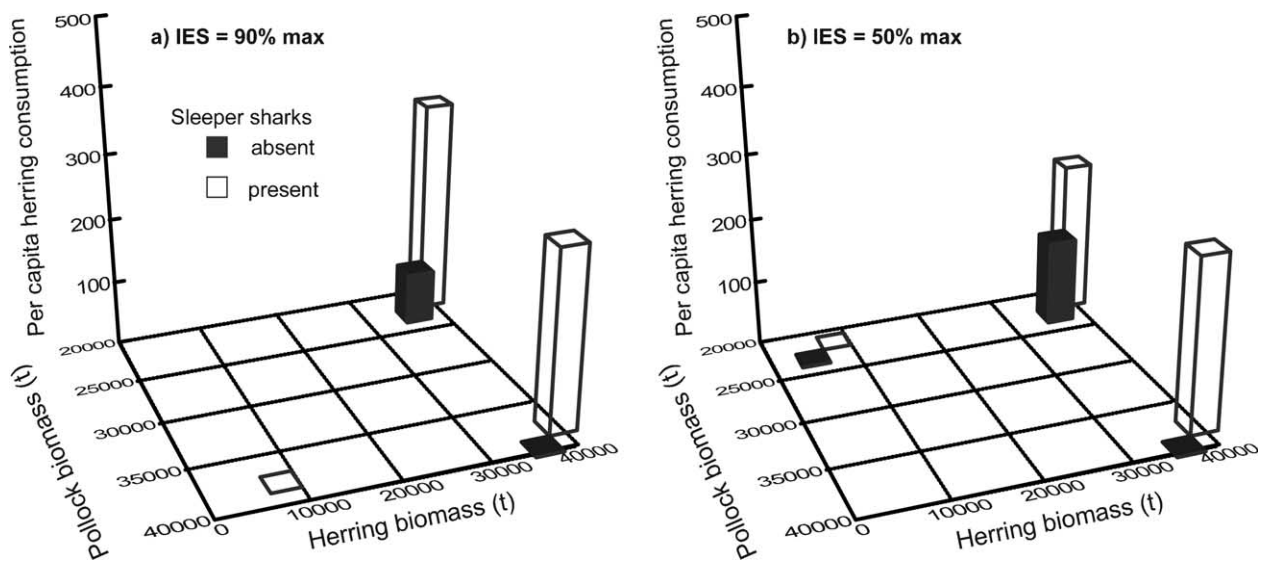 a) IES = 90% max
Per capita herring consumption
500
400
300
200
100
Sleeper sharks
absent
present
20000
25000
30000
35000
40000
Pollock biomass (t)
0
10000
20000
30000
40000
Herring biomass (t)
b) IES = 50% max
Per capita herring consumption
500
400
300
200
100
20000
25000
30000
35000
40000
Pollock biomass (t)
0
10000
20000
30000
40000
Herring biomass (t)